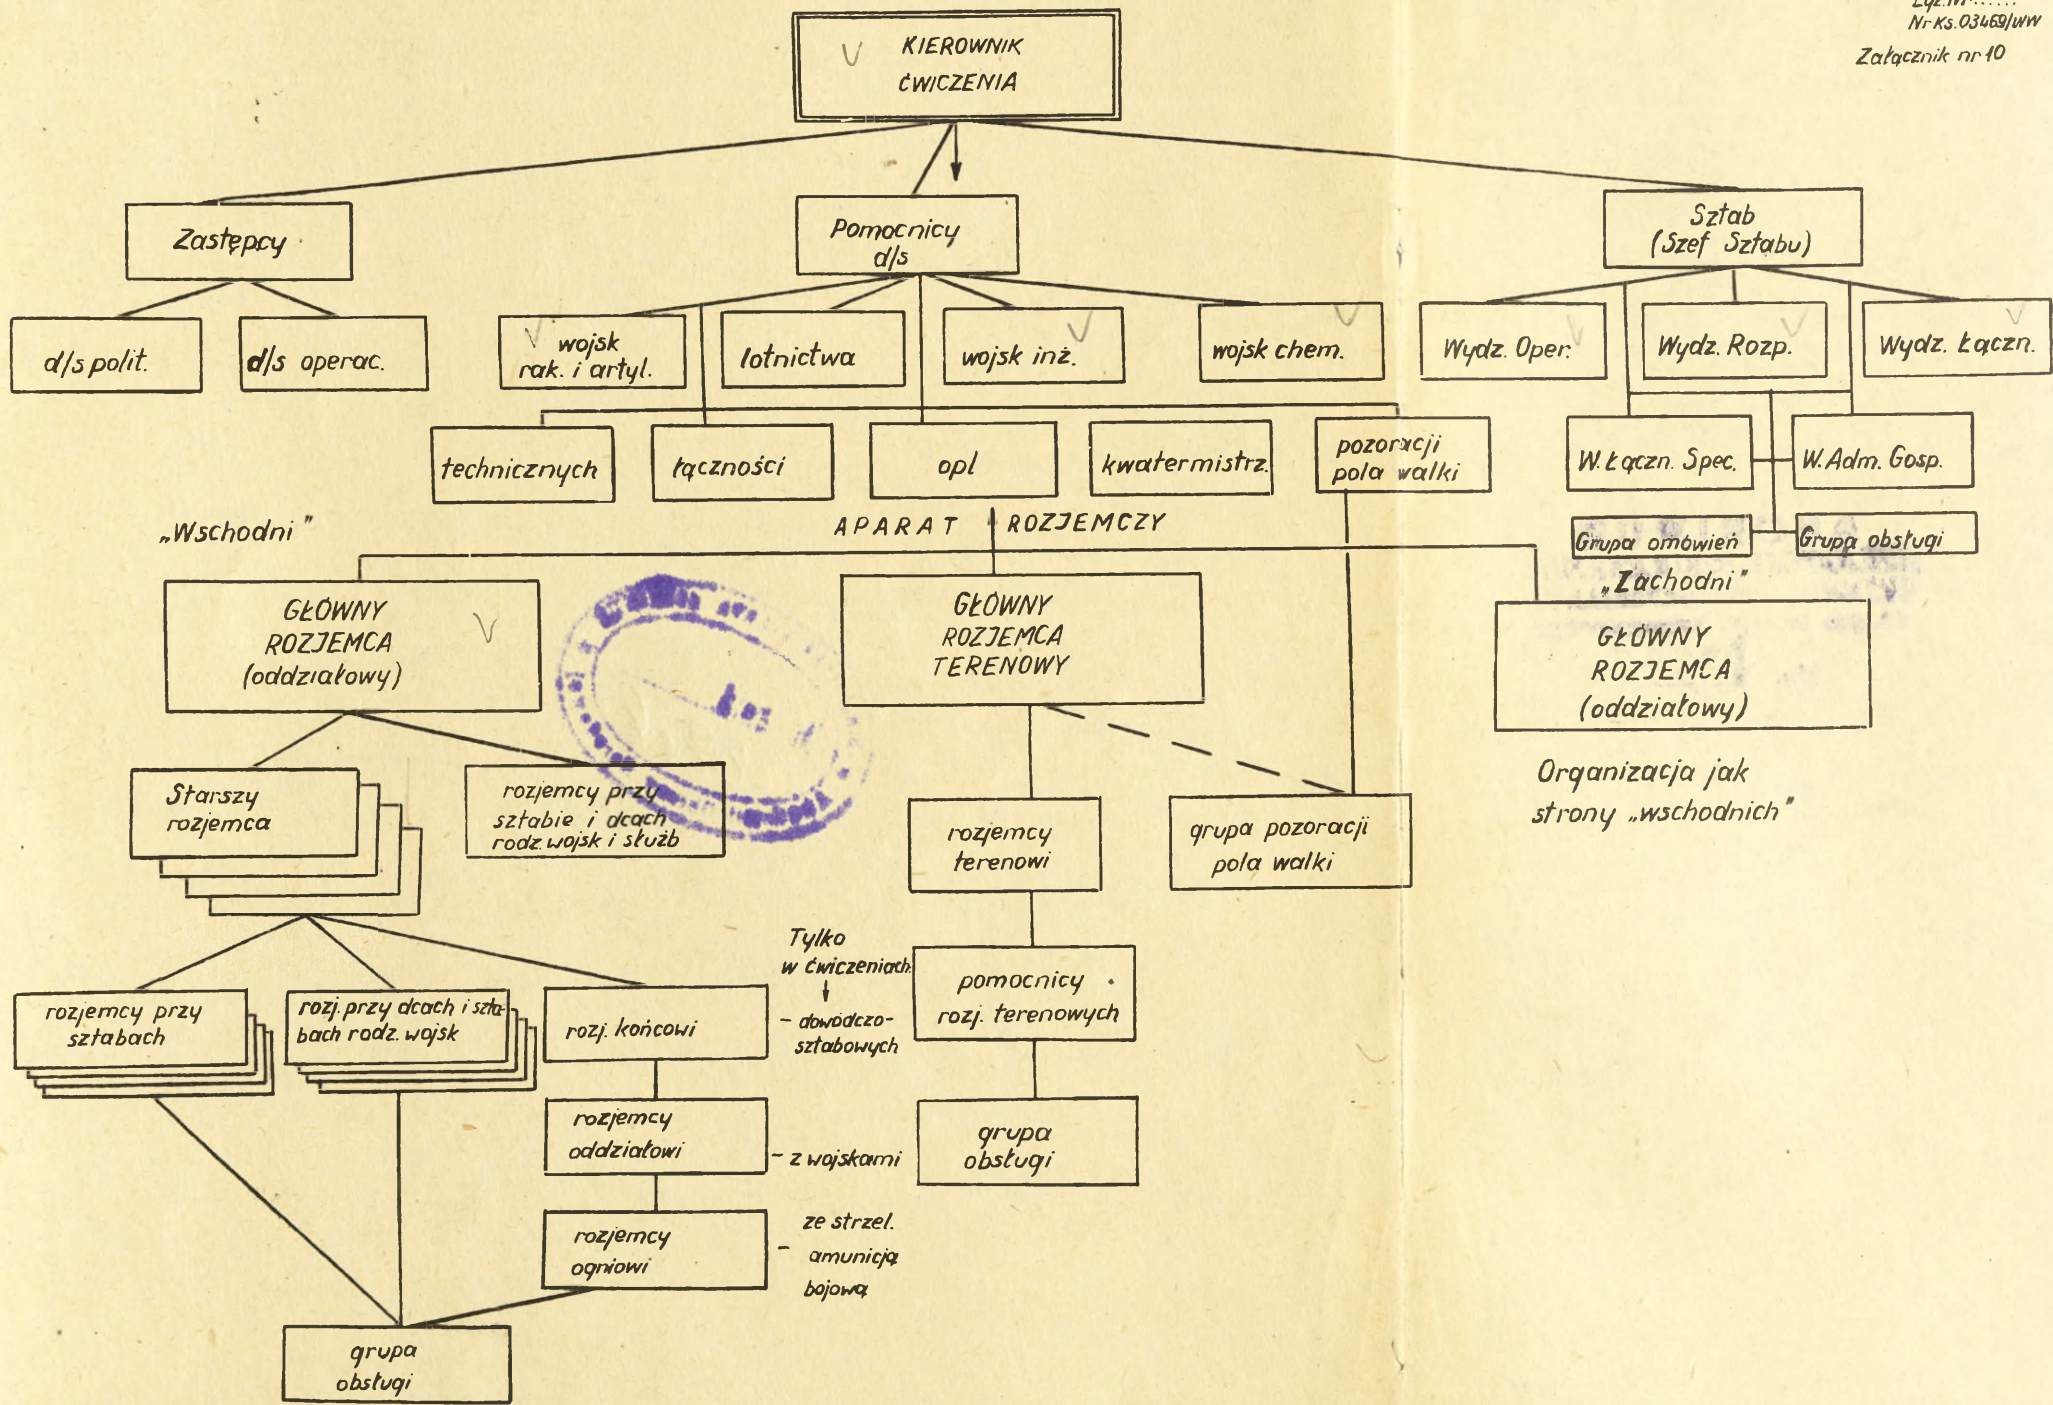 Egz. Nr ......
Nr Ks. 03469/WW
Załącznik nr 10
KIEROWNIK
ĆWICZENIA
Zastępcy
Pomocnicy
d/s
Sztab
(Szef Sztabu)
d/s polit.
d/s operac.
wojsk
rak. i artyl.
lotnictwa
wojsk inż.
wojsk chem.
Wydz. Oper.
Wydz. Rozp.
Wydz. Łączn.
technicznych
łączności
opl
kwatermistrz.
pozoracji
pola walki
W. Łączn. Spec.
W. Adm. Gosp.
Grupa omówień
Grupa obsługi
„Wschodni”
APARAT ROZJEMCZY
„Zachodni”
GŁÓWNY
ROZJEMCA
(oddziałowy)
GŁÓWNY
ROZJEMCA
TERENOWY
GŁÓWNY
ROZJEMCA
(oddziałowy)
Organizacja jak
strony „wschodnich”
Starszy
rozjemca
rozjemcy przy
sztabie i dcach
rodz. wojsk i służb
rozjemcy
terenowi
grupa pozoracji
pola walki
rozjemcy przy
sztabach
rozj. przy dcach i szta-
bach rodz. wojsk
rozj. końcowi
Tylko
w ćwiczeniach
- dowódczo-
sztabowych
pomocnicy
rozj. terenowych
rozjemcy
oddziałowi
- z wojskami
grupa
obsługi
rozjemcy
ogniowi
- ze strzel.
amunicją
bojową
grupa
obsługi